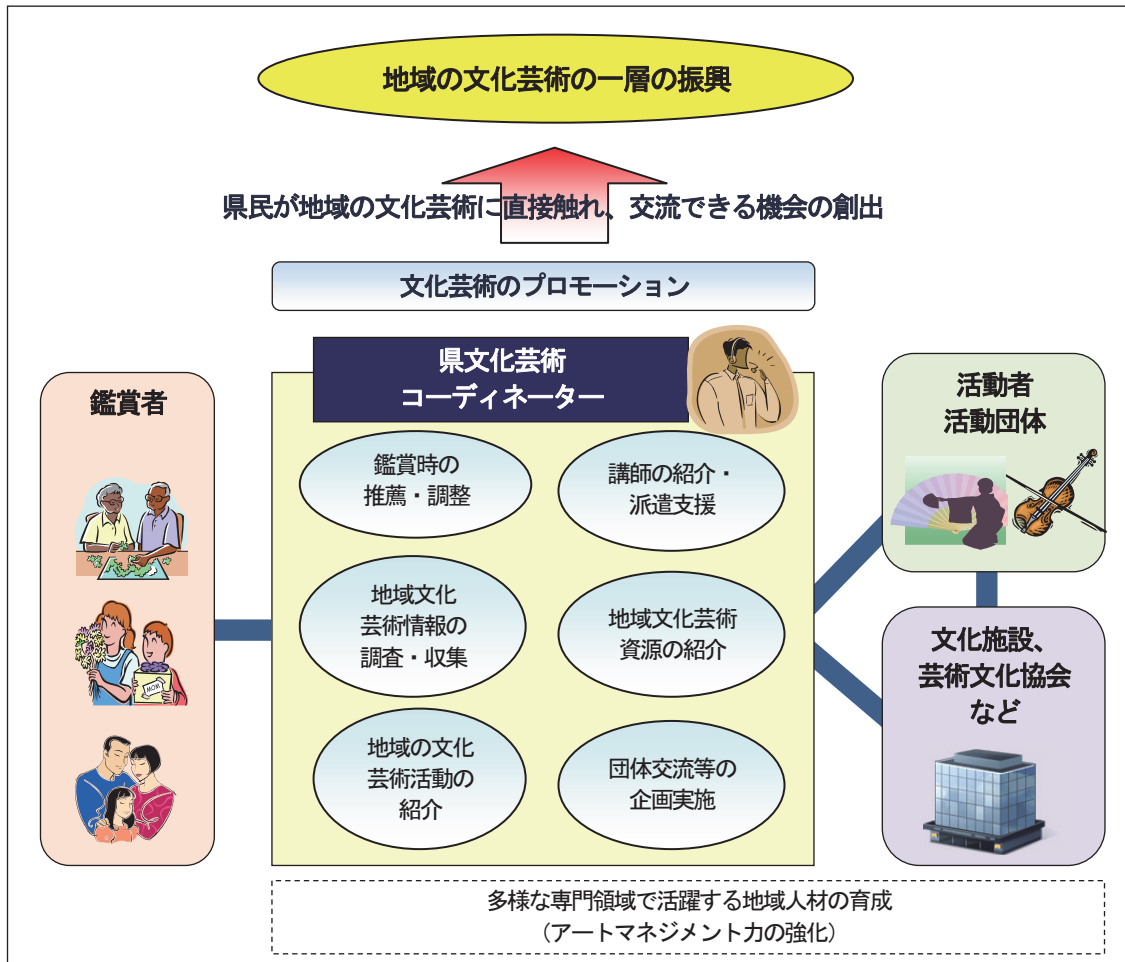 地域の文化芸術の一層の振興
県民が地域の文化芸術に直接触れ、交流できる機会の創出
文化芸術のプロモーション
県文化芸術
コーディネーター
鑑賞者
鑑賞時の
推薦・調整
講師の紹介・
派遣支援
地域文化
芸術情報の
調査・収集
地域文化芸術
資源の紹介
地域の文化
芸術活動の
紹介
団体交流等の
企画実施
活動者
活動団体
文化施設、
芸術文化協会
など
MOM
多様な専門領域で活躍する地域人材の育成
（アートマネジメント力の強化）